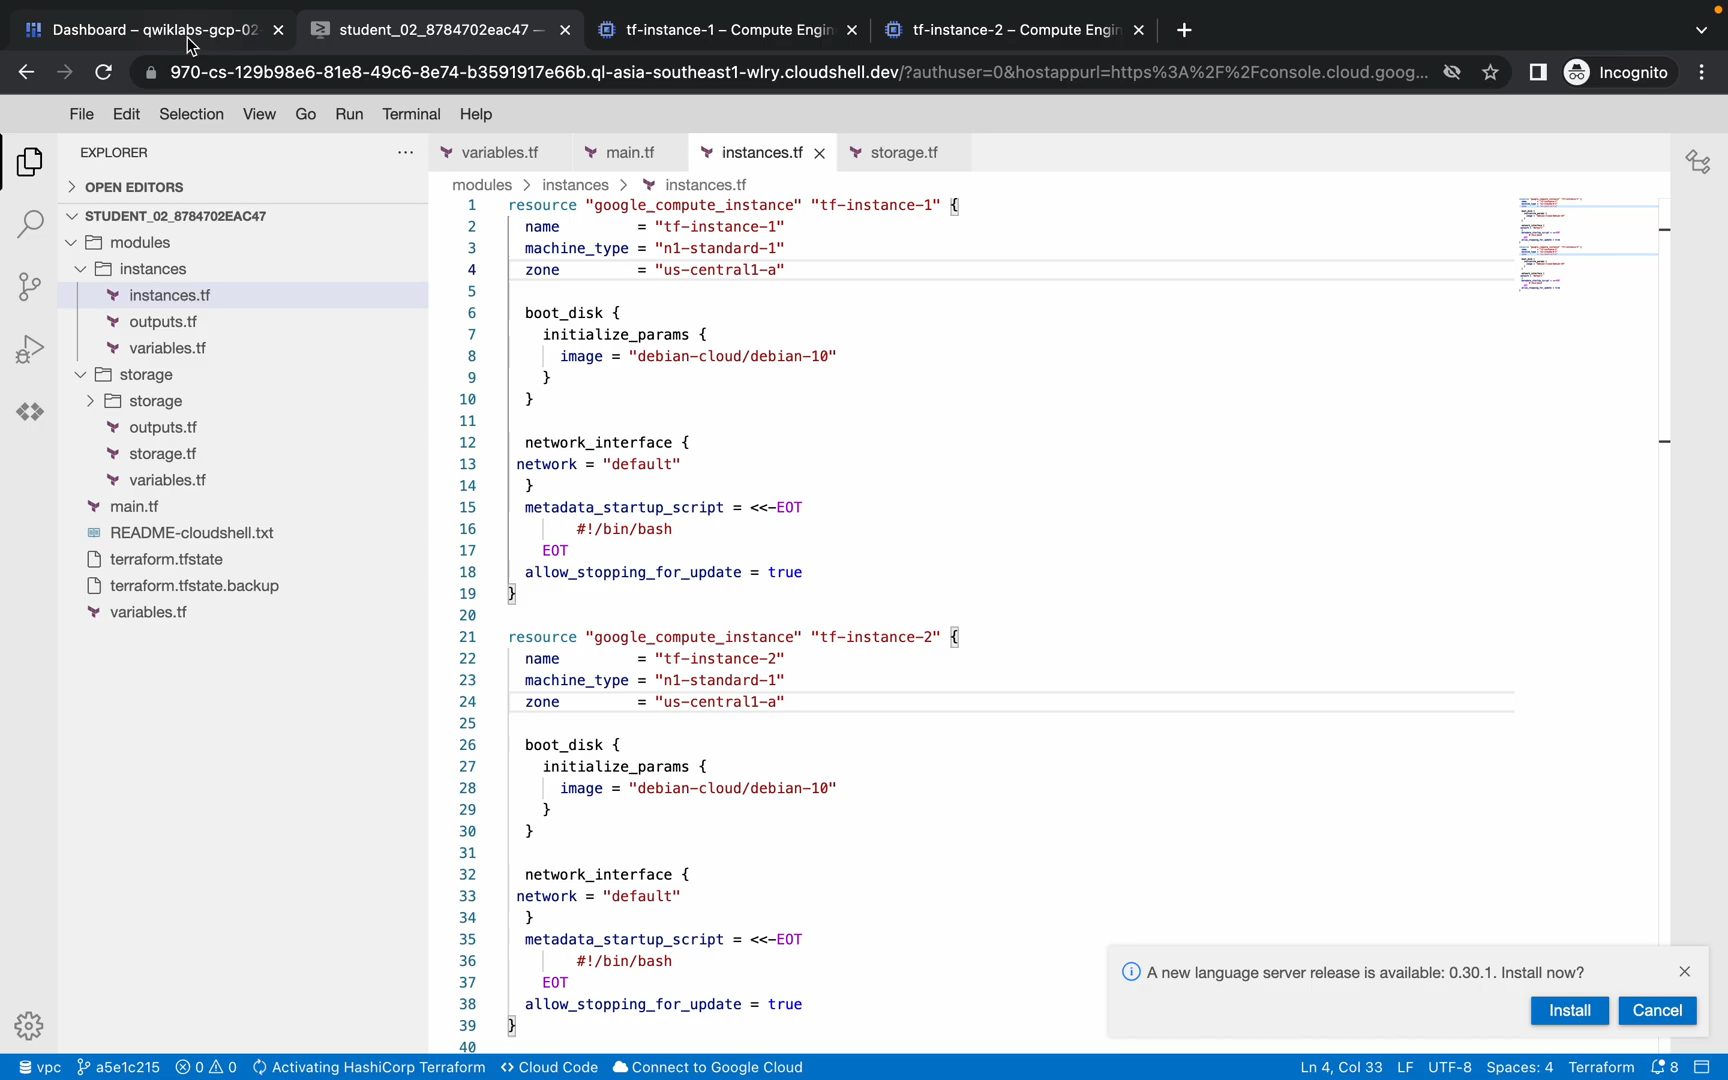 Dashboard – qwiklabs-gcp-02
student_02_8784702eac47 –
tf-instance-1 – Compute Engin
tf-instance-2 – Compute Engin
970-cs-129b98e6-81e8-49c6-8e74-b3591917e66b.ql-asia-southeast1-wlry.cloudshell.dev/?authuser=0&hostappurl=https%3A%2F%2Fconsole.cloud.goog...
Incognito
File Edit Selection View Go Run Terminal Help
EXPLORER
OPEN EDITORS
STUDENT_02_8784702EAC47
modules
instances
instances.tf
outputs.tf
variables.tf
storage
storage
outputs.tf
storage.tf
variables.tf
main.tf
README-cloudshell.txt
terraform.tfstate
terraform.tfstate.backup
variables.tf
variables.tf main.tf instances.tf storage.tf
modules > instances > instances.tf
1 resource "google_compute_instance" "tf-instance-1" {
2 name = "tf-instance-1"
3 machine_type = "n1-standard-1"
4 zone = "us-central1-a"
5
6 boot_disk {
7 initialize_params {
8 image = "debian-cloud/debian-10"
9 }
10 }
11
12 network_interface {
13 network = "default"
14 }
15 metadata_startup_script = <<-EOT
16 #!/bin/bash
17 EOT
18 allow_stopping_for_update = true
19 }
20
21 resource "google_compute_instance" "tf-instance-2" {
22 name = "tf-instance-2"
23 machine_type = "n1-standard-1"
24 zone = "us-central1-a"
25
26 boot_disk {
27 initialize_params {
28 image = "debian-cloud/debian-10"
29 }
30 }
31
32 network_interface {
33 network = "default"
34 }
35 metadata_startup_script = <<-EOT
36 #!/bin/bash
37 EOT
38 allow_stopping_for_update = true
39 }
40
A new language server release is available: 0.30.1. Install now?
Install Cancel
vpc a5e1c215 0 0 Activating HashiCorp Terraform Cloud Code Connect to Google Cloud Ln 4, Col 33 LF UTF-8 Spaces: 4 Terraform 8